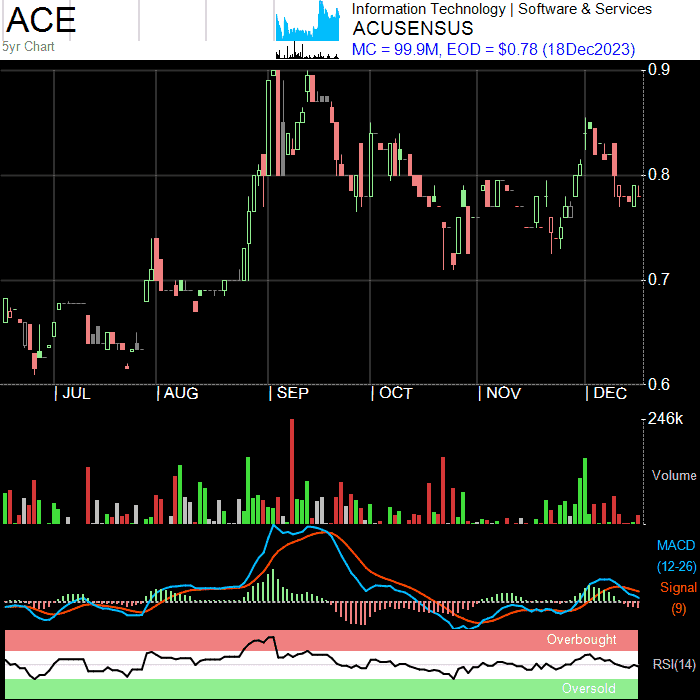 ACE
Information Technology | Software & Services
ACUSENSUS
5yr Chart
MC = 99.9M, EOD = $0.78 (18Dec2023)
0.9
0.8
0.7
0.6
| JUL | AUG | SEP | OCT | NOV | DEC
246k
Volume
MACD
(12-26)
Signal
(9)
Overbought
RSI(14)
Oversold